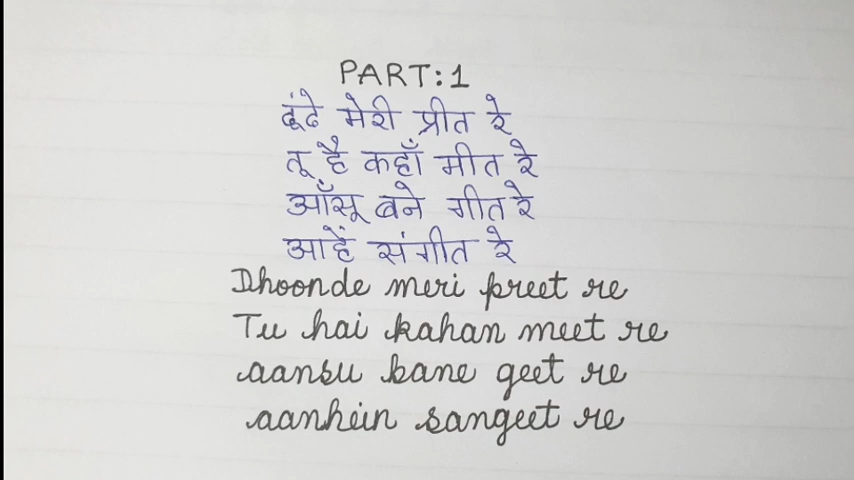 PART:1
ढूंढे मेरी प्रीत रे
तू है कहाँ मीत रे
आँसू बने गीत रे
आहें संगीत रे
Dhoonde meri preet re
Tu hai kahan meet re
aansu bane geet re
aanhein sangeet re